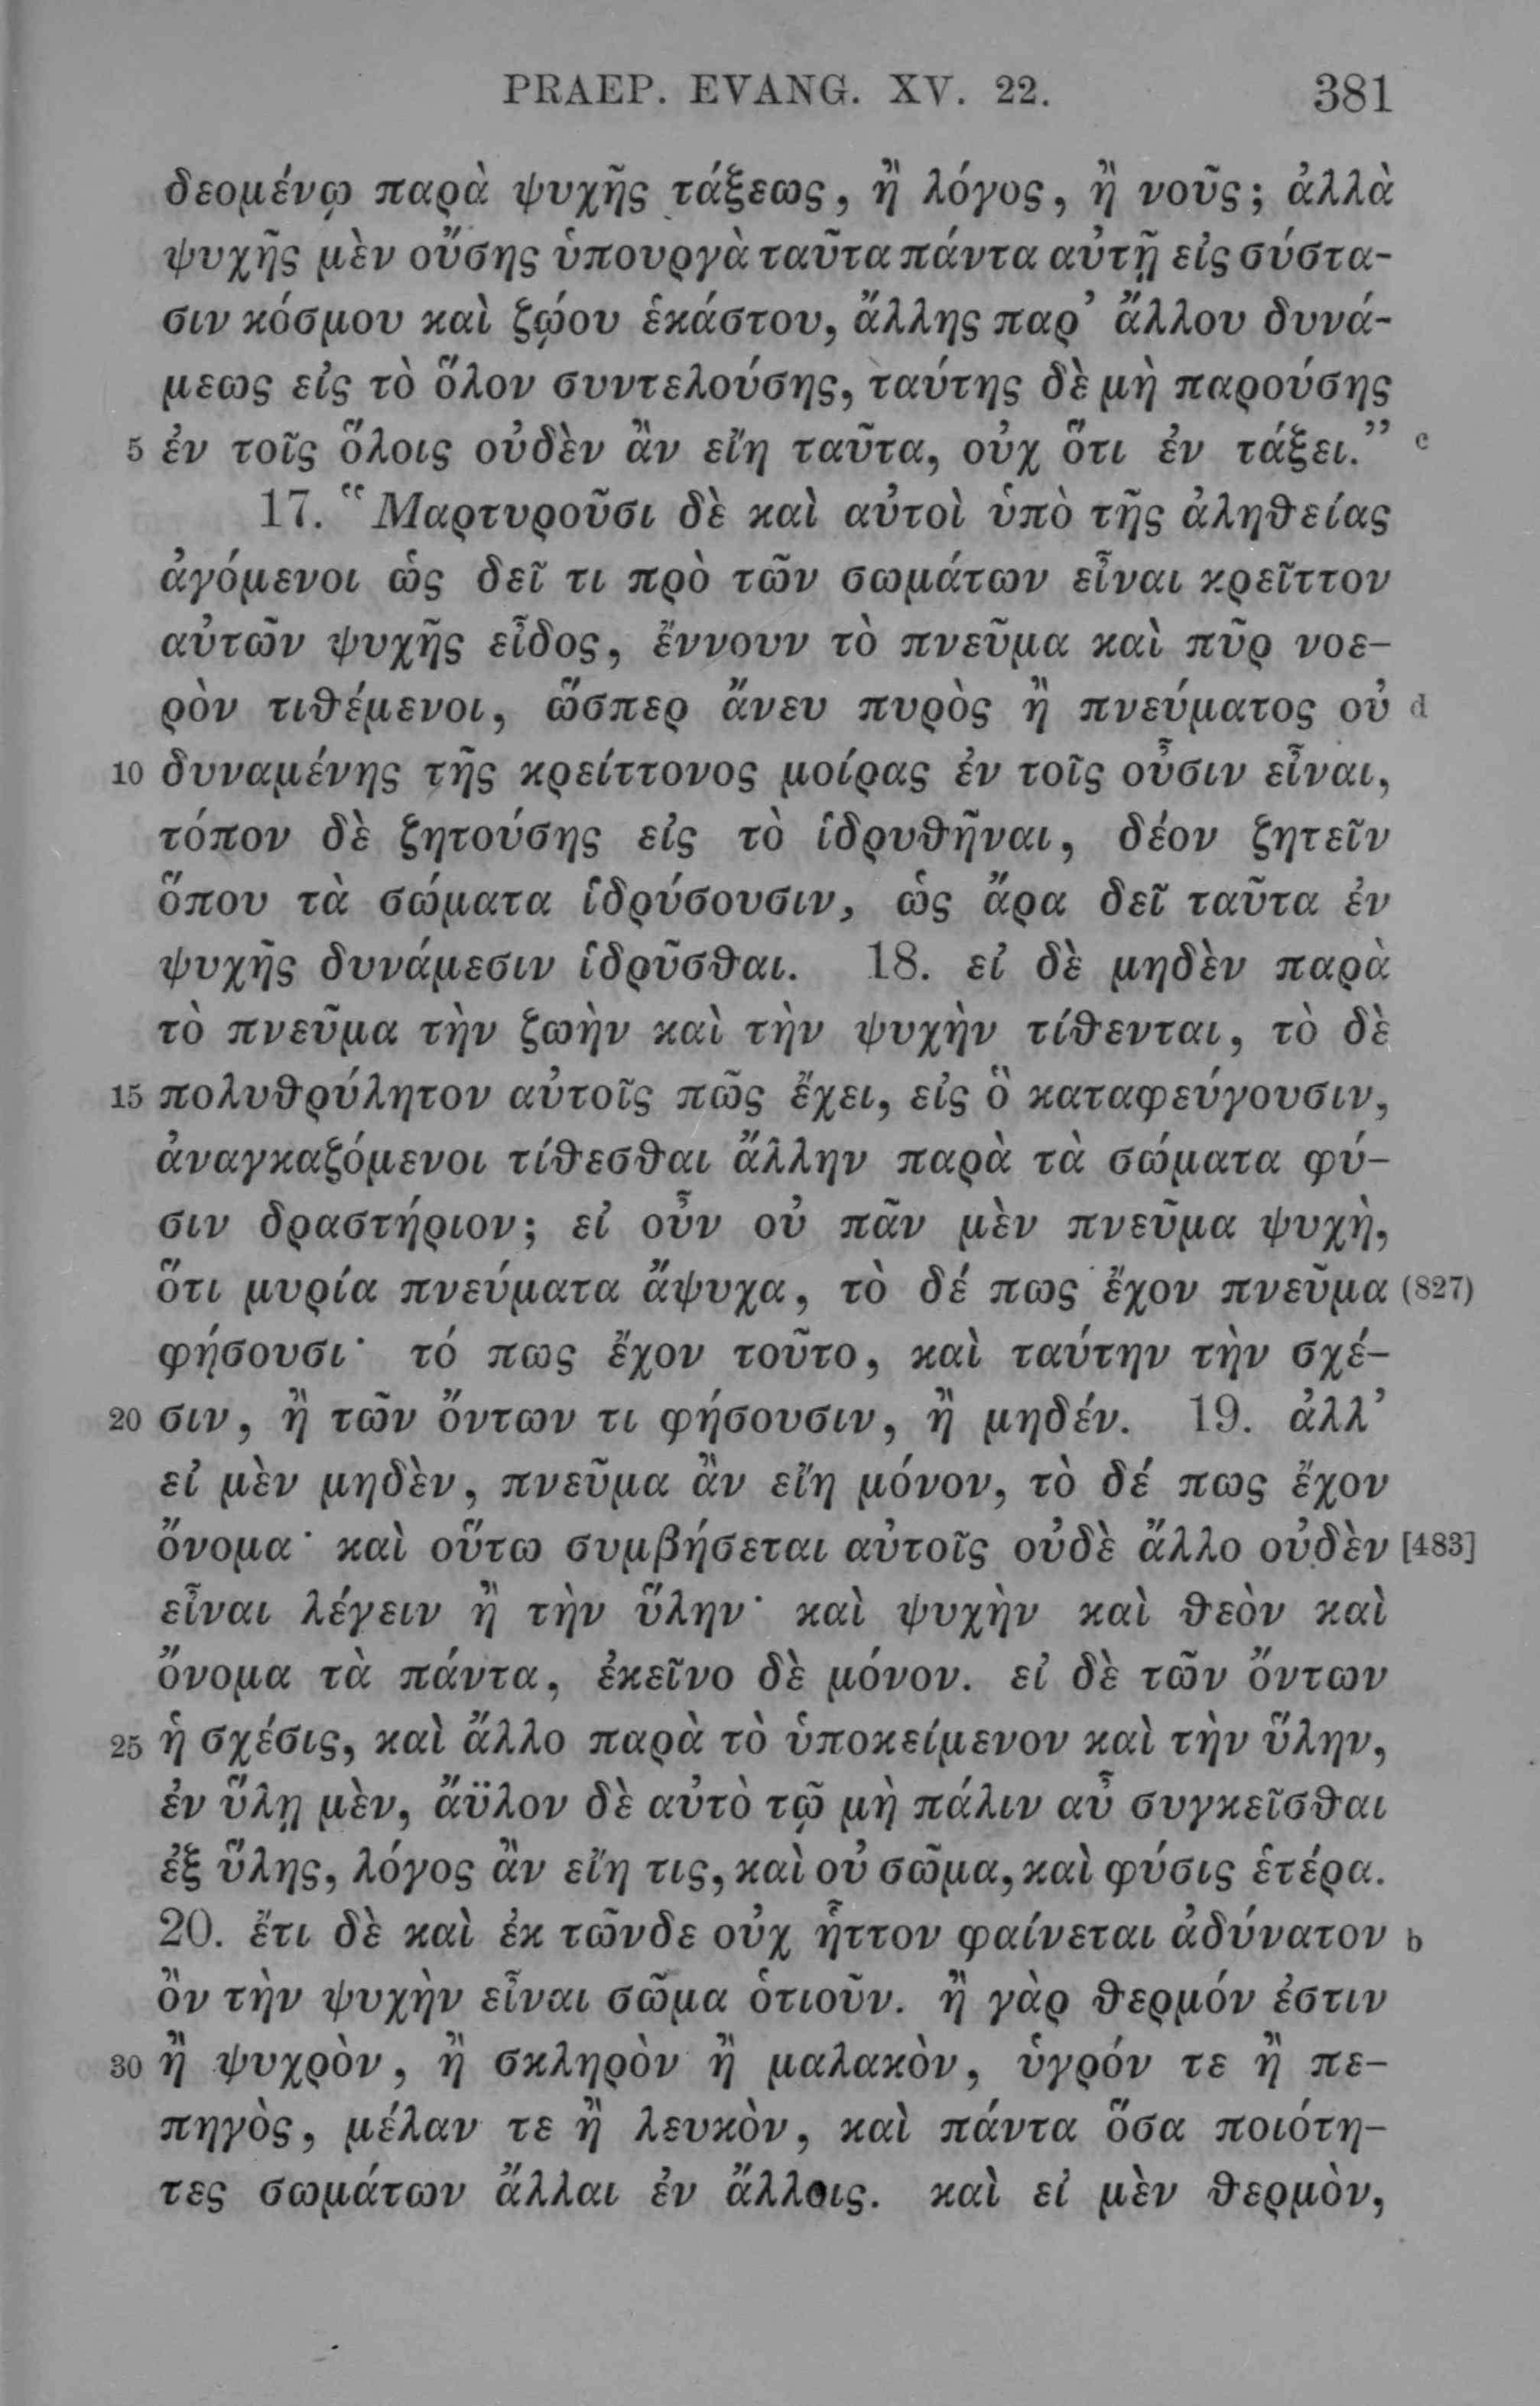 PRAEP. EVANG. XV. 22. 381
δεομένῳ παρὰ ψυχῆς τάξεως, ἢ λόγος, ἢ νοῦς; ἀλλὰ
ψυχῆς μὲν οὔσης ὑπουργὰ ταῦτα πάντα αὐτῇ εἰς σύστα-
σιν κόσμου καὶ ζῴου ἑκάστου, ἄλλης παρ’ ἄλλου δυνά-
μεως εἰς τὸ ὅλον συντελούσης, ταύτης δὲ μὴ παρούσης
5 ἐν τοῖς ὅλοις οὐδὲν ἂν εἴη ταῦτα, οὐχ ὅτι ἐν τάξει.” c
17. “Μαρτυροῦσι δὲ καὶ αὐτοὶ ὑπὸ τῆς ἀληθείας
ἀγόμενοι ὡς δεῖ τι πρὸ τῶν σωμάτων εἶναι κρεῖττον
αὐτῶν ψυχῆς εἶδος, ἔννουν τὸ πνεῦμα καὶ πῦρ νοε-
ρὸν τιθέμενοι, ὥσπερ ἄνευ πυρὸς ἢ πνεύματος οὐ d
10 δυναμένης τῆς κρείττονος μοίρας ἐν τοῖς οὖσιν εἶναι,
τόπον δὲ ζητούσης εἰς τὸ ἱδρυθῆναι, δέον ζητεῖν
ὅπου τὰ σώματα ἱδρύσουσιν, ὡς ἄρα δεῖ ταῦτα ἐν
ψυχῆς δυνάμεσιν ἱδρῦσθαι. 18. εἰ δὲ μηδὲν παρὰ
τὸ πνεῦμα τὴν ζωὴν καὶ τὴν ψυχὴν τίθενται, τὸ δὲ
15 πολυθρύλητον αὐτοῖς πῶς ἔχει, εἰς ὃ καταφεύγουσιν,
ἀναγκαζόμενοι τίθεσθαι ἄλλην παρὰ τὰ σώματα φύ-
σιν δραστήριον; εἰ οὖν οὐ πᾶν μὲν πνεῦμα ψυχὴ,
ὅτι μυρία πνεύματα ἄψυχα, τὸ δέ πως ἔχον πνεῦμα (827)
φήσουσι· τό πως ἔχον τοῦτο, καὶ ταύτην τὴν σχέ-
20 σιν, ἢ τῶν ὄντων τι φήσουσιν, ἢ μηδέν. 19. ἀλλ’
εἰ μὲν μηδὲν, πνεῦμα ἂν εἴη μόνον, τὸ δέ πως ἔχον
ὄνομα· καὶ οὕτω συμβήσεται αὐτοῖς οὐδὲ ἄλλο οὐδὲν [483]
εἶναι λέγειν ἢ τὴν ὕλην· καὶ ψυχὴν καὶ θεὸν καὶ
ὄνομα τὰ πάντα, ἐκεῖνο δὲ μόνον. εἰ δὲ τῶν ὄντων
25 ἡ σχέσις, καὶ ἄλλο παρὰ τὸ ὑποκείμενον καὶ τὴν ὕλην,
ἐν ὕλῃ μὲν, ἄϋλον δὲ αὐτὸ τῷ μὴ πάλιν αὖ συγκεῖσθαι
ἐξ ὕλης, λόγος ἂν εἴη τις, καὶ οὐ σῶμα, καὶ φύσις ἑτέρα.
20. ἔτι δὲ καὶ ἐκ τῶνδε οὐχ ἧττον φαίνεται ἀδύνατον b
ὂν τὴν ψυχὴν εἶναι σῶμα ὁτιοῦν. ἢ γὰρ θερμόν ἐστιν
30 ἢ ψυχρὸν, ἢ σκληρὸν ἢ μαλακὸν, ὑγρόν τε ἢ πε-
πηγὸς, μέλαν τε ἢ λευκὸν, καὶ πάντα ὅσα ποιότη-
τες σωμάτων ἄλλαι ἐν ἄλλοις. καὶ εἰ μὲν θερμὸν,